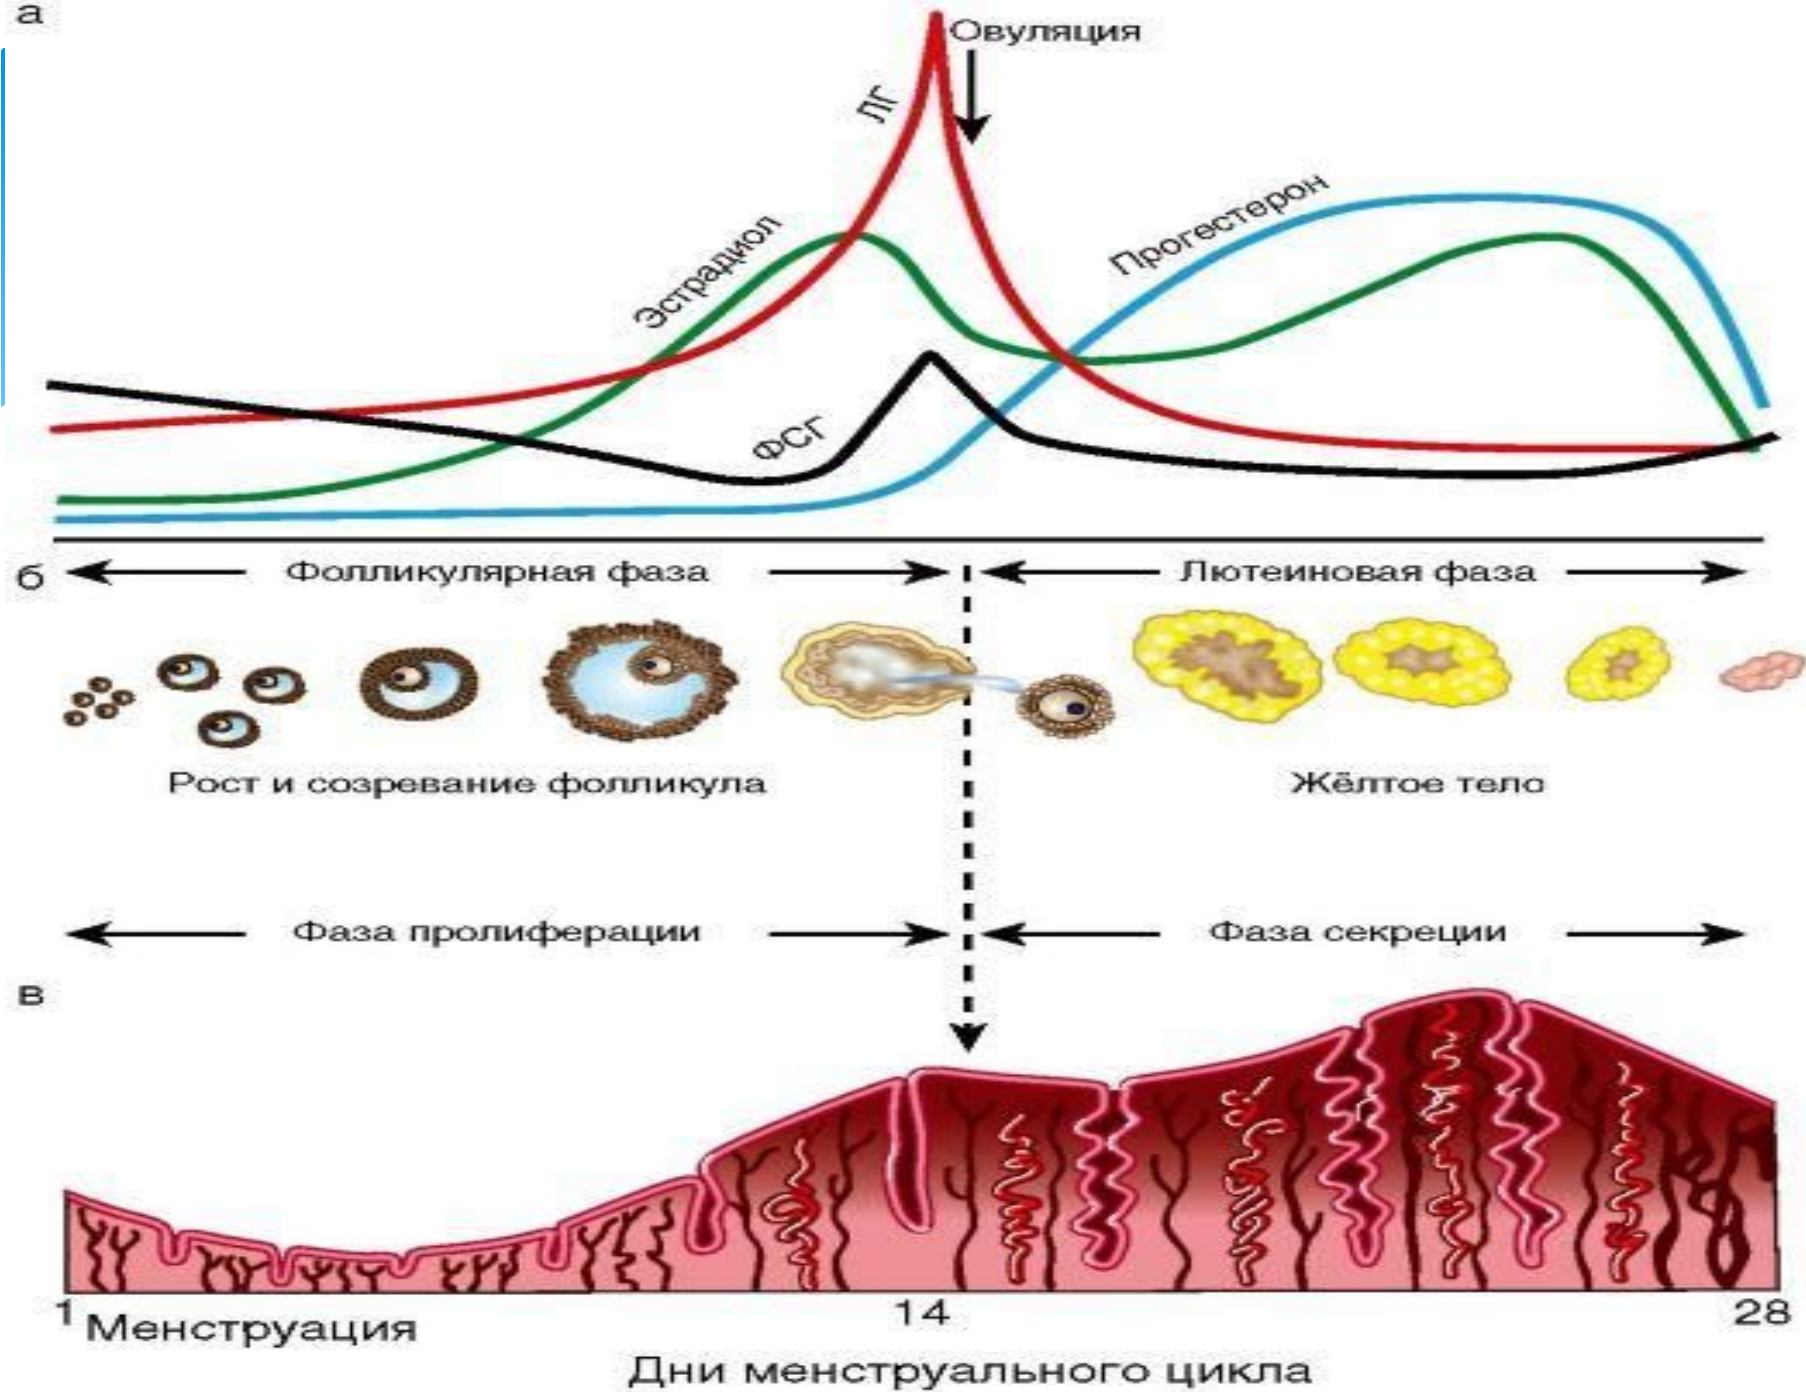 а
Овуляция
ЛГ
Эстрадиол
Прогестерон
ФСГ
б
Фолликулярная фаза
Лютеиновая фаза
Рост и созревание фолликула
Жёлтое тело
Фаза пролиферации
Фаза секреции
в
1
Менструация
14
28
Дни менструального цикла